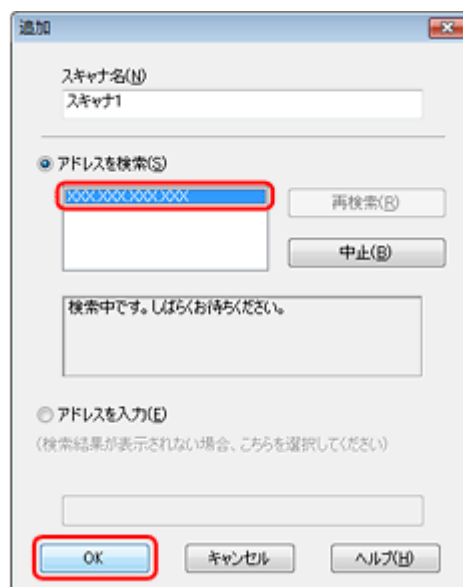 追加
スキャナ名(N)
スキャナ1
アドレスを検索(S)
XXX.XXX.XXX.XXX
再検索(R)
中止(B)
検索中です。しばらくお待ちください。
アドレスを入力(E)
(検索結果が表示されない場合、こちらを選択してください)
OK キャンセル ヘルプ(H)